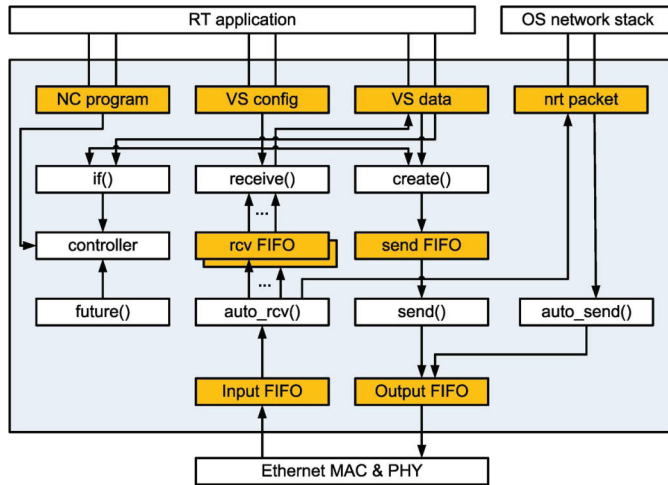 RT application
OS network stack
NC program
VS config
VS data
nrt packet
if()
receive()
create()
...
controller
rcv FIFO
send FIFO
...
future()
auto_rcv()
send()
auto_send()
Input FIFO
Output FIFO
Ethernet MAC & PHY